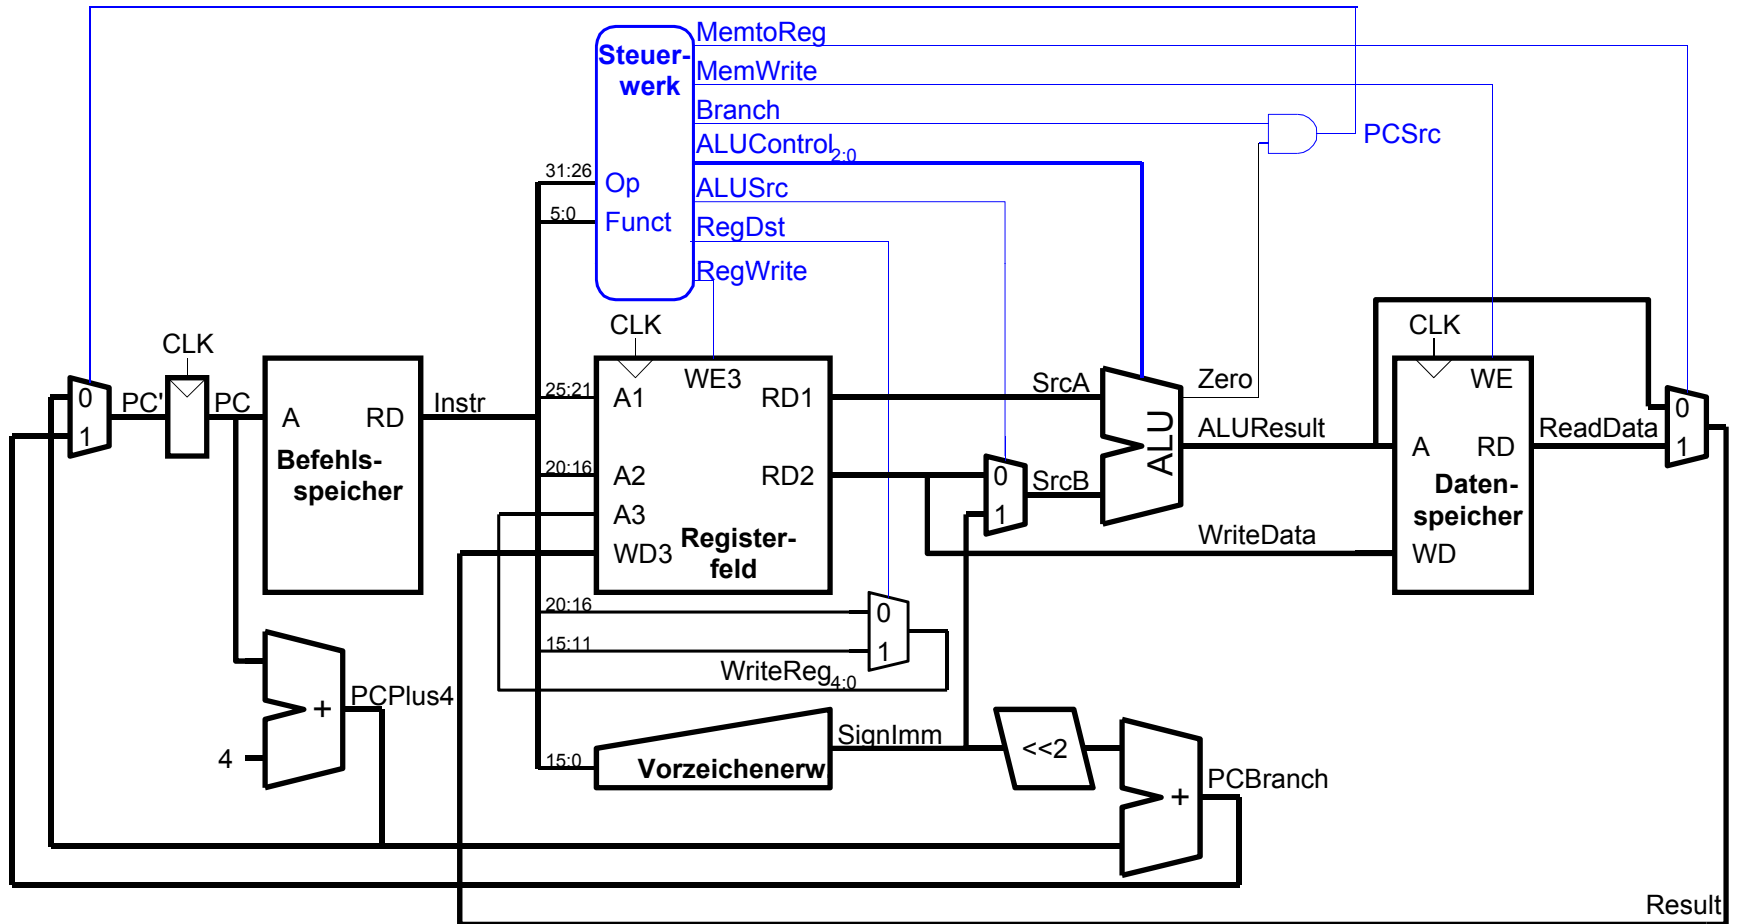 MemtoReg
Steuer-
werk
MemWrite
Branch
PCSrc
ALUControl2:0
31:26
Op
ALUSrc
5:0
Funct
RegDst
RegWrite
CLK
CLK
CLK
WE3
WE
Zero
0
PC'
PC
A
RD
Instr
25:21
A1
RD1
SrcA
ALU
0
1
ALUResult
A
RD
ReadData
1
Befehls-
speicher
20:16
A2
RD2
0
SrcB
Daten-
speicher
A3
1
Register-
feld
WD3
WriteData
WD
20:16
0
15:11
1
WriteReg4:0
PCPlus4
+
SignImm
4
15:0
Vorzeichenerw
<<2
PCBranch
+
Result